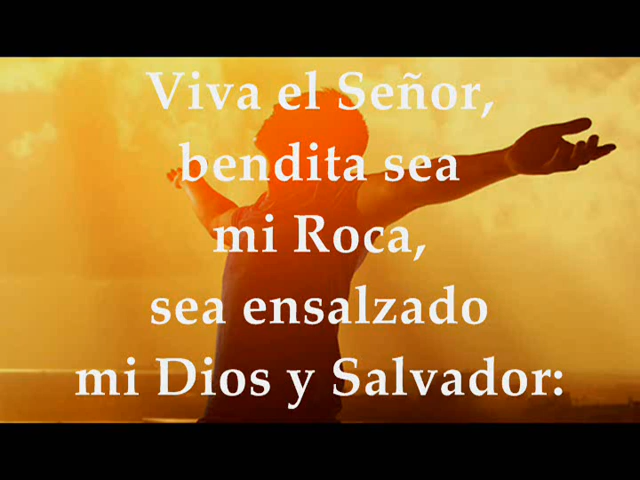 Viva el Señor,
bendita sea
mi Roca,
sea ensalzado
mi Dios y Salvador: